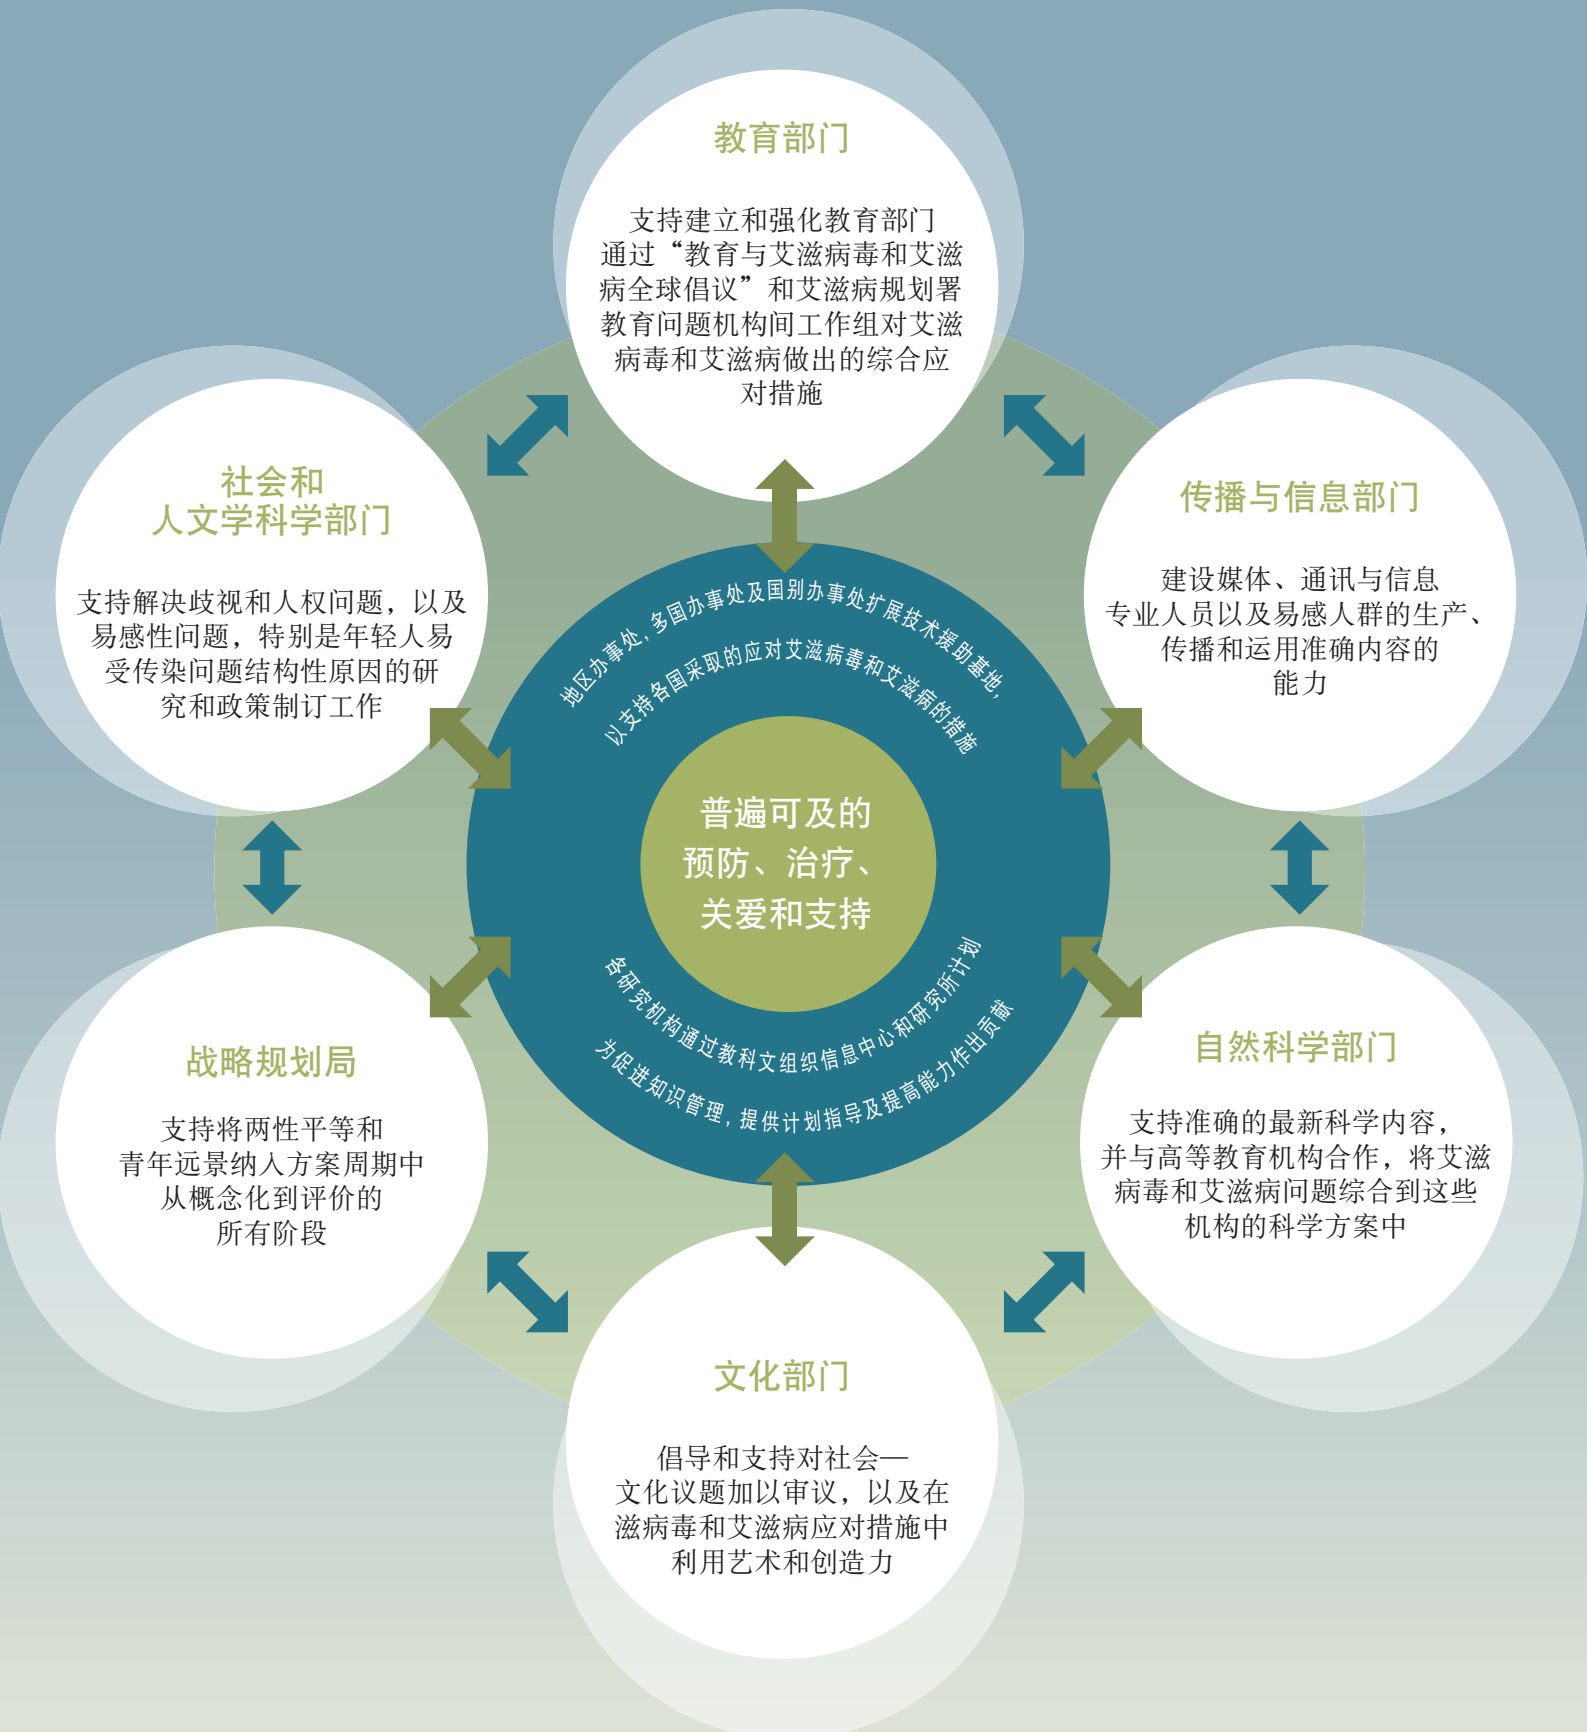 教育部门
支持建立和强化教育部门
通过“教育与艾滋病毒和艾滋
病全球倡议”和艾滋病规划署
教育问题机构间工作组对艾滋
病毒和艾滋病做出的综合应
对措施
社会和
人文学科学部门
支持解决歧视和人权问题，以及
易感性问题，特别是年轻人易
受传染问题结构性原因的研
究和政策制订工作
传播与信息部门
建设媒体、通讯与信息
专业人员以及易感人群的生产、
传播和运用准确内容的
能力
地区办事处，多国办事处及国别办事处扩展技术援助基地，
以支持各国采取的应对艾滋病毒和艾滋病的措施
普遍可及的
预防、治疗、
关爱和支持
各研究机构通过教科文组织信息中心和研究所计划
为促进知识管理，提供计划指导及提高能力作出贡献
战略规划局
支持将两性平等和
青年远景纳入方案周期中
从概念化到评价的
所有阶段
自然科学部门
支持准确的最新科学内容，
并与高等教育机构合作，将艾滋
病毒和艾滋病问题综合到这些
机构的科学方案中
文化部门
倡导和支持对社会—
文化议题加以审议，以及在
滋病毒和艾滋病应对措施中
利用艺术和创造力